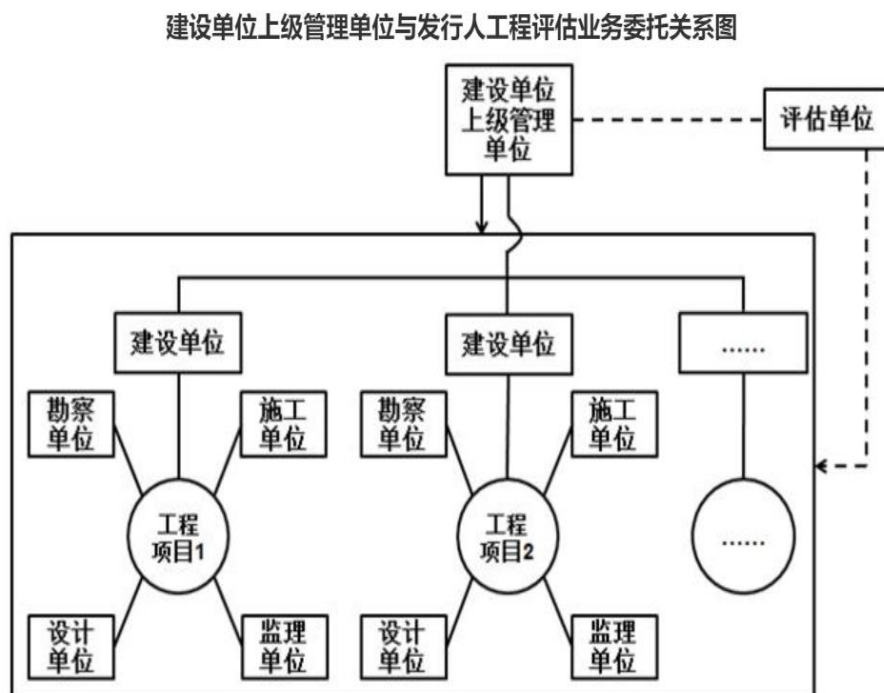 建设单位上级管理单位与发行人工程评估业务委托关系图
建设单位
上级管理
单位
评估单位
建设单位
建设单位
......
勘察
单位
施工
单位
勘察
单位
施工
单位
工程
项目1
工程
项目2
......
设计
单位
监理
单位
设计
单位
监理
单位